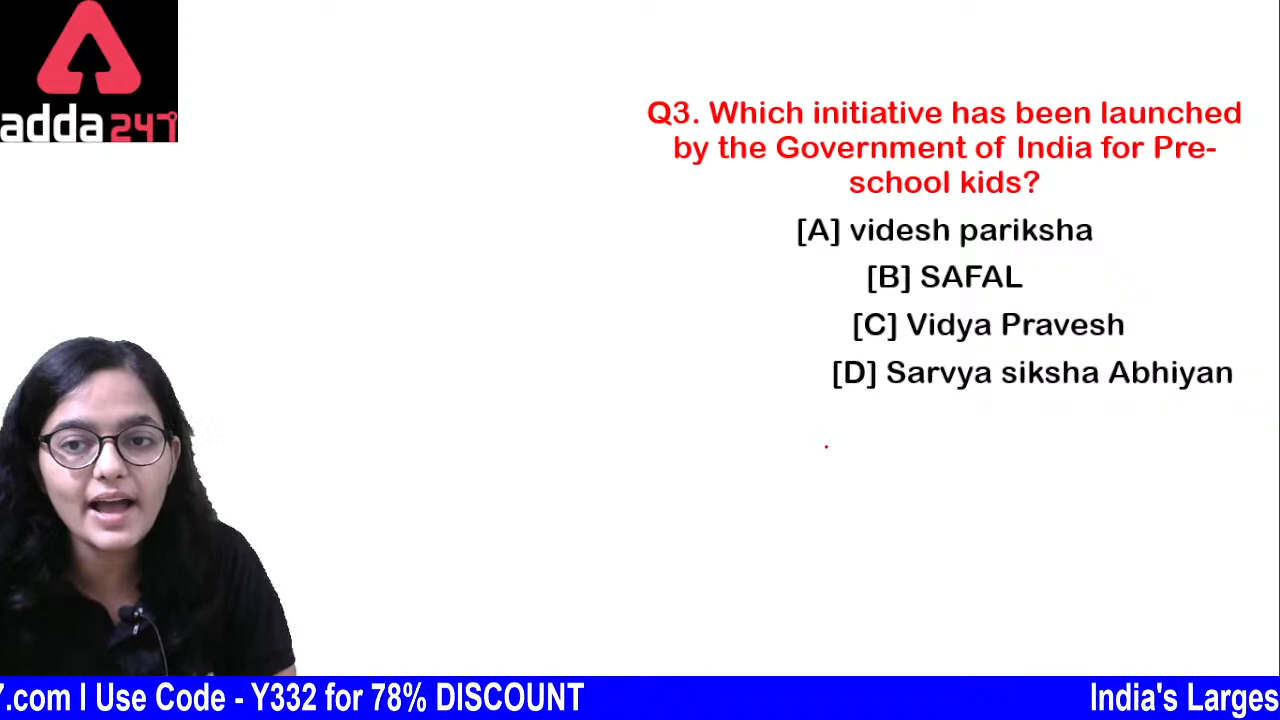 adda247
Q3. Which initiative has been launched
by the Government of India for Pre-
school kids?
[A] videsh pariksha
[B] SAFAL
[C] Vidya Pravesh
[D] Sarvya siksha Abhiyan
7.com I Use Code - Y332 for 78% DISCOUNT
India's Larges